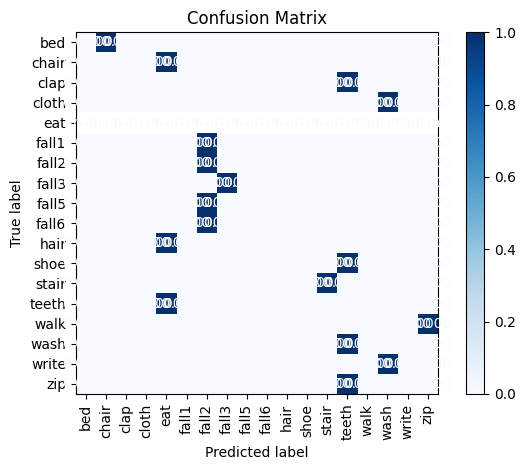 Confusion Matrix
True label
bed
chair
clap
cloth
eat
fall1
fall2
fall3
fall5
fall6
hair
shoe
stair
teeth
walk
wash
write
zip
bed chair clap cloth eat fall1 fall2 fall3 fall5 fall6 hair shoe stair teeth walk wash write zip
Predicted label
1.0
0.8
0.6
0.4
0.2
0.0